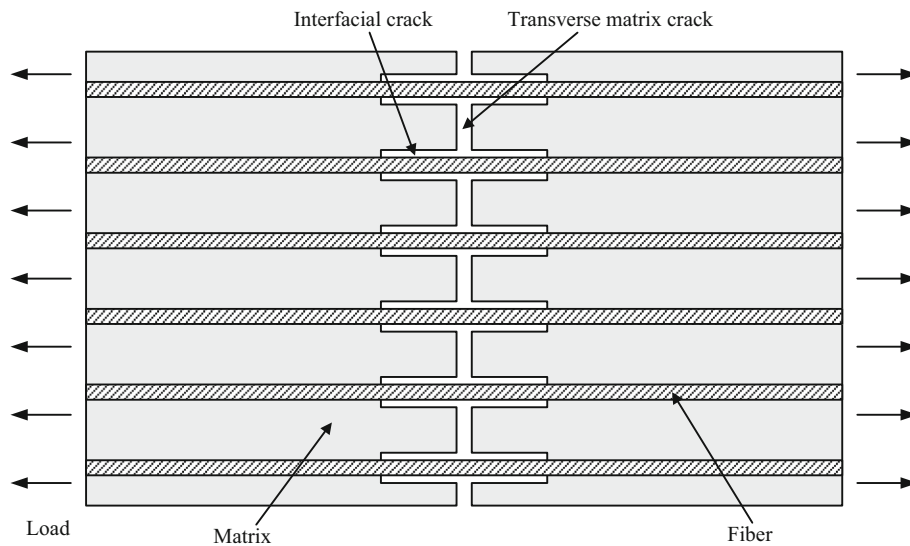 Interfacial crack
Transverse matrix crack
Load
Matrix
Fiber